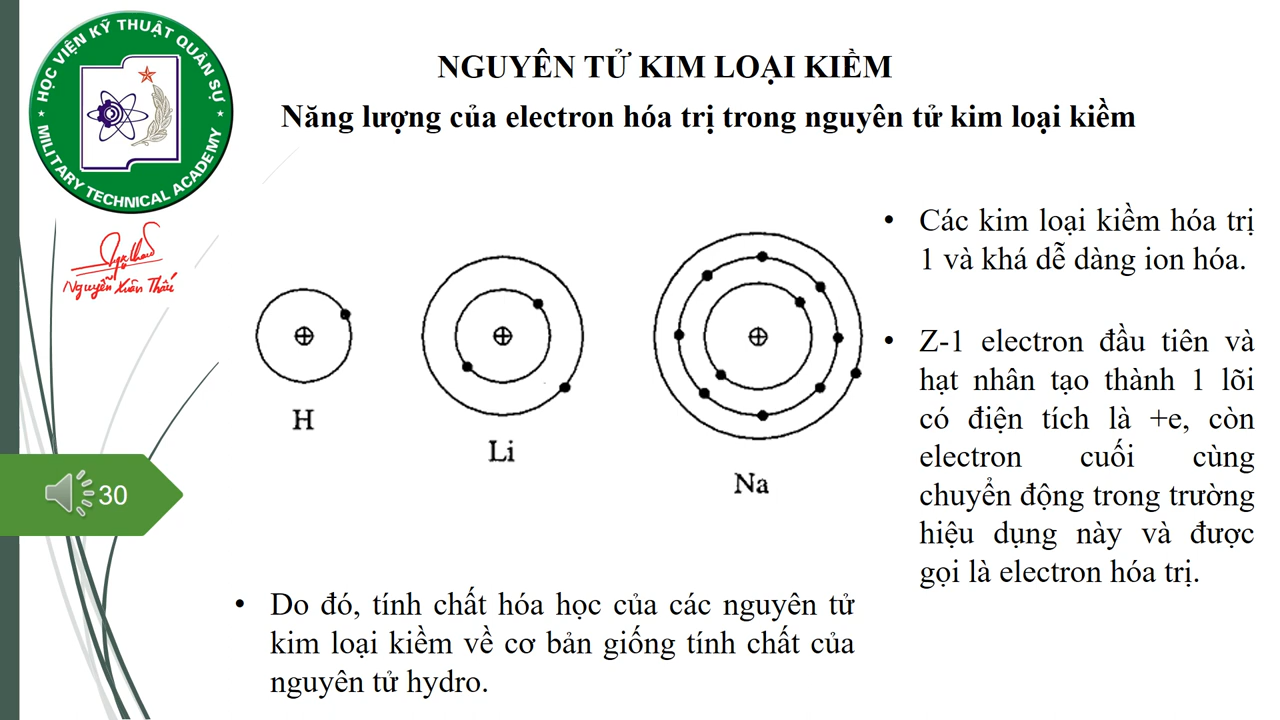 HỌC VIỆN KỸ THUẬT QUÂN SỰ
MILITARY TECHNICAL ACADEMY
Nguyễn Xuân Thấu
NGUYÊN TỬ KIM LOẠI KIỀM
Năng lượng của electron hóa trị trong nguyên tử kim loại kiềm
H
Li
Na
• Các kim loại kiềm hóa trị
1 và khá dễ dàng ion hóa.
• Z-1 electron đầu tiên và
hạt nhân tạo thành 1 lõi
có điện tích là +e, còn
electron cuối cùng
chuyển động trong trường
hiệu dụng này và được
gọi là electron hóa trị.
30
• Do đó, tính chất hóa học của các nguyên tử
kim loại kiềm về cơ bản giống tính chất của
nguyên tử hydro.